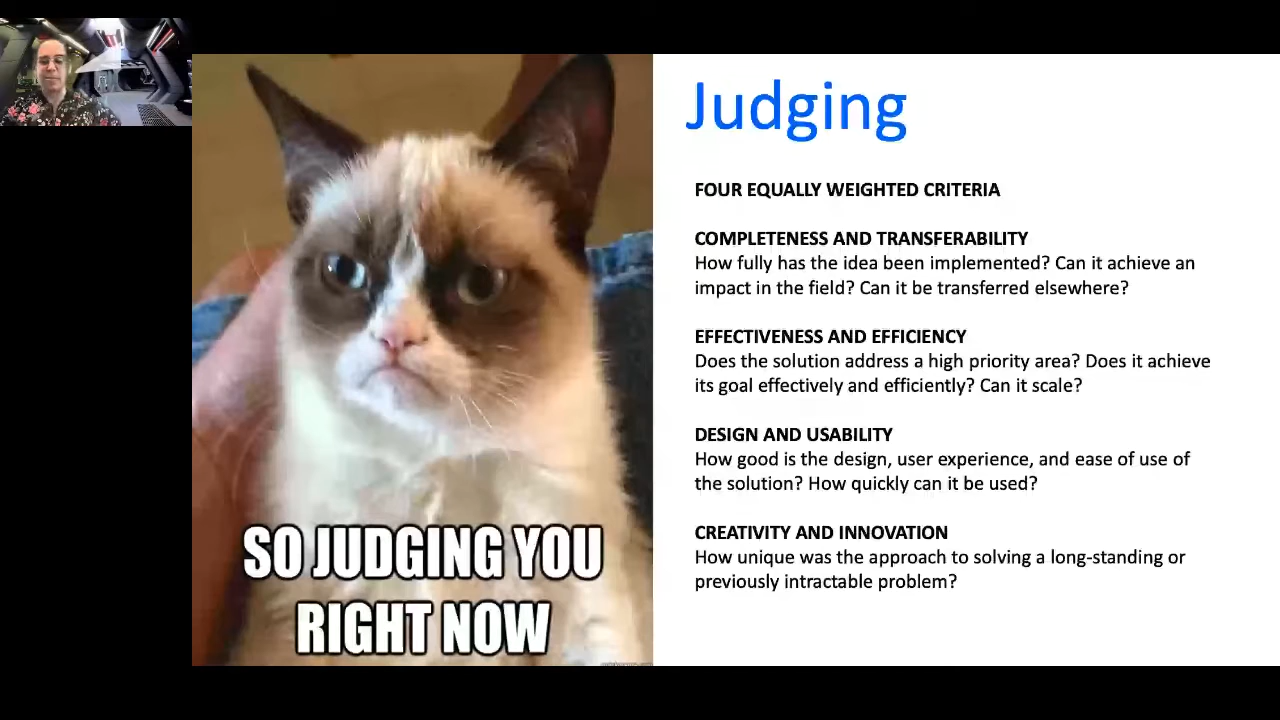 Judging
FOUR EQUALLY WEIGHTED CRITERIA
COMPLETENESS AND TRANSFERABILITY
How fully has the idea been implemented? Can it achieve an
impact in the field? Can it be transferred elsewhere?
EFFECTIVENESS AND EFFICIENCY
Does the solution address a high priority area? Does it achieve
its goal effectively and efficiently? Can it scale?
DESIGN AND USABILITY
How good is the design, user experience, and ease of use of
the solution? How quickly can it be used?
CREATIVITY AND INNOVATION
How unique was the approach to solving a long-standing or
previously intractable problem?
SO JUDGING YOU
RIGHT NOW